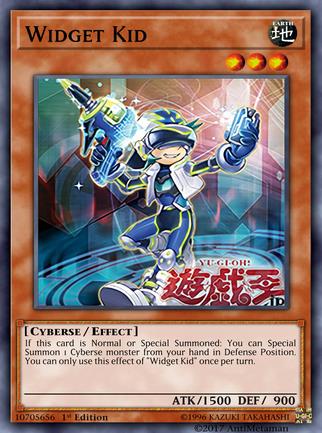 Widget Kid
EARTH
地
YU-GI-OH!
遊戯王
[Cyberse / Effect]
If this card is Normal or Special Summoned: You can Special
Summon 1 Cyberse monster from your hand in Defense Position.
You can only use this effect of "Widget Kid" once per turn.
ATK/1500 DEF/ 900
10705656 1st Edition
©1996 KAZUKI TAKAHASHI
©2017 AntiMetaman